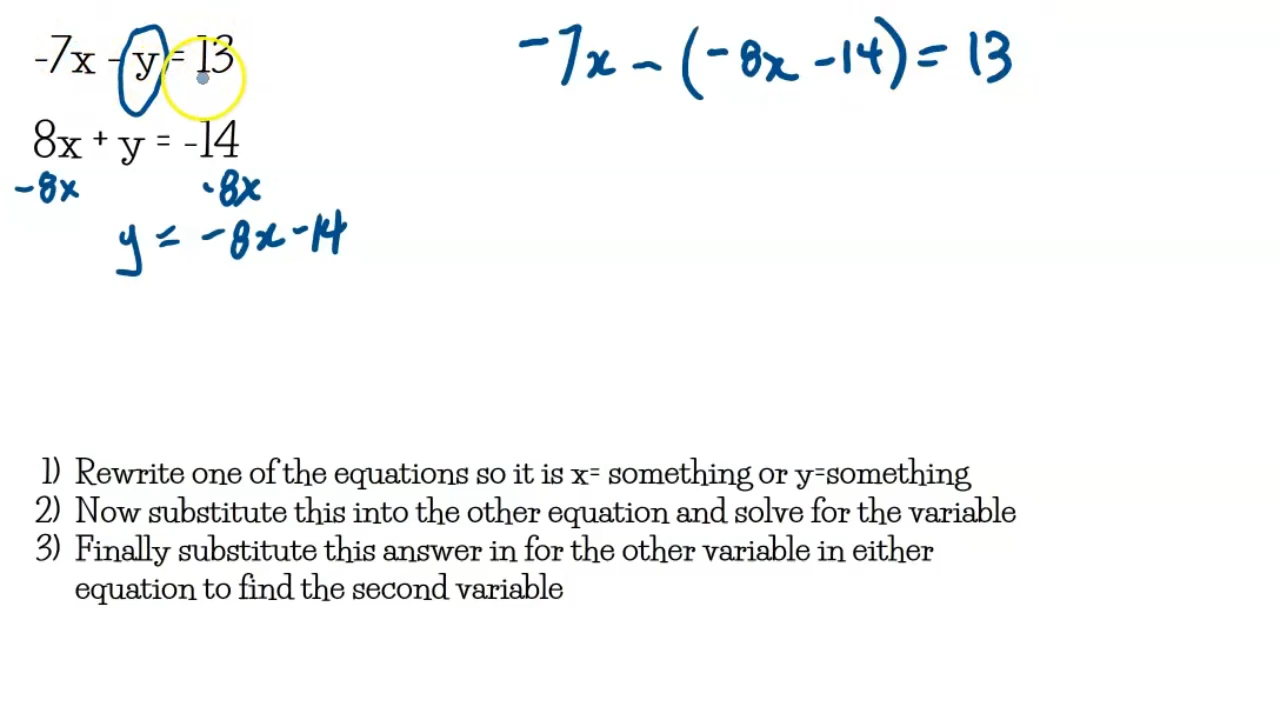 -7x - y = 13
-7x - (-8x - 14) = 13
8x + y = -14
-8x -8x
y = -8x - 14
1) Rewrite one of the equations so it is x= something or y=something
2) Now substitute this into the other equation and solve for the variable
3) Finally substitute this answer in for the other variable in either
equation to find the second variable